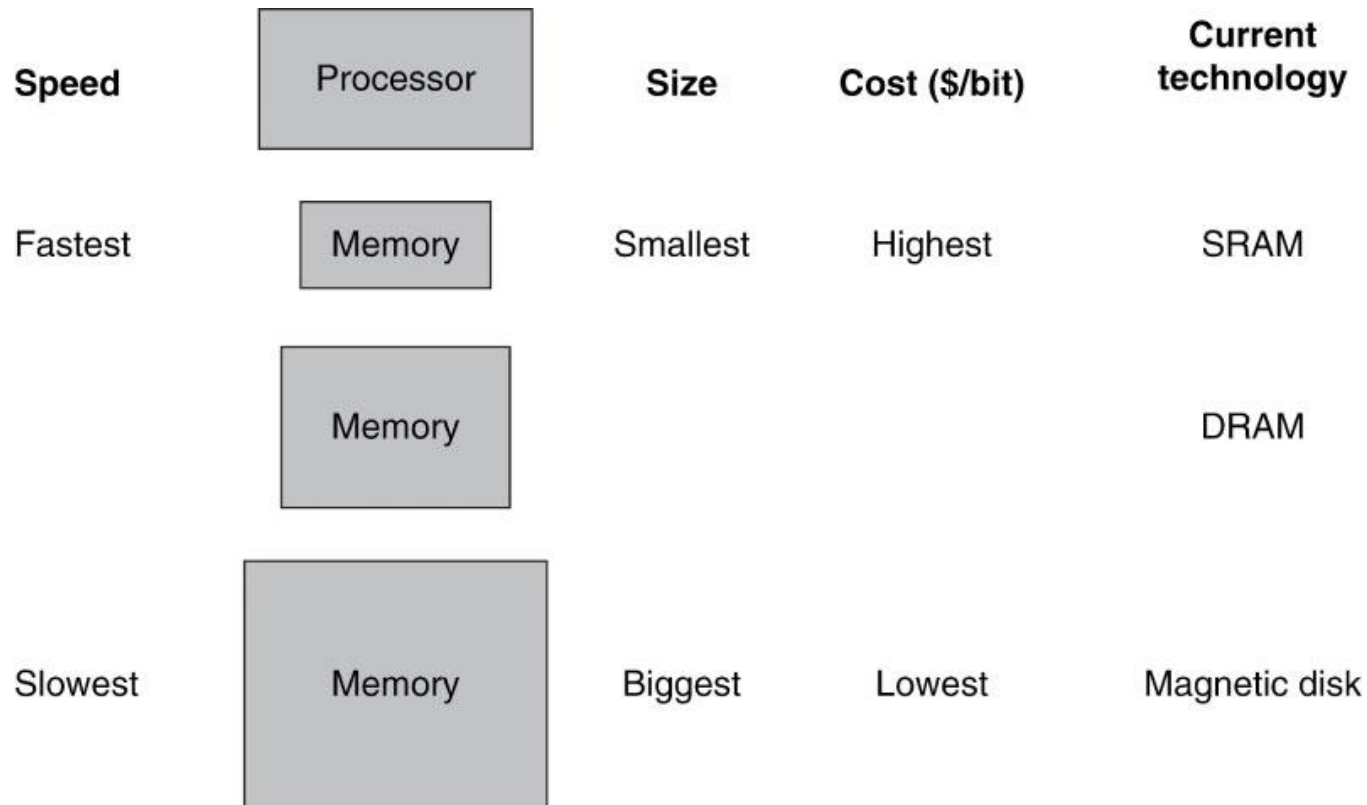 Speed
Processor
Size
Cost ($/bit)
Current
technology
Fastest
Memory
Smallest
Highest
SRAM
Memory
DRAM
Slowest
Memory
Biggest
Lowest
Magnetic disk